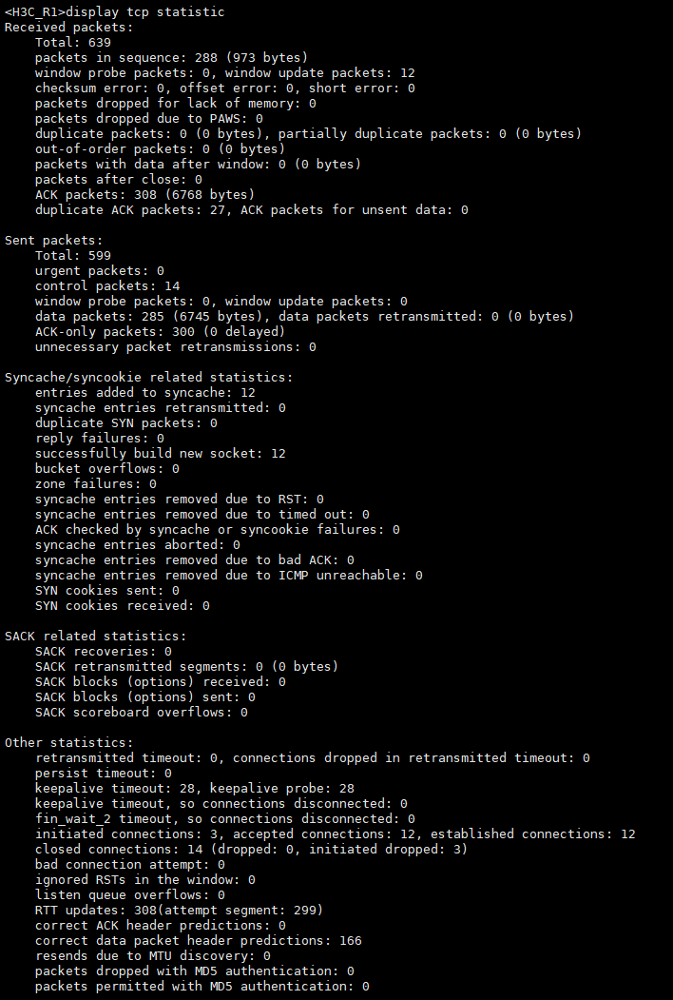 <H3C_R1>display tcp statistic
Received packets:
    Total: 639
    packets in sequence: 288 (973 bytes)
    window probe packets: 0, window update packets: 12
    checksum error: 0, offset error: 0, short error: 0
    packets dropped for lack of memory: 0
    packets dropped due to PAWS: 0
    duplicate packets: 0 (0 bytes), partially duplicate packets: 0 (0 bytes)
    out-of-order packets: 0 (0 bytes)
    packets with data after window: 0 (0 bytes)
    packets after close: 0
    ACK packets: 308 (6768 bytes)
    duplicate ACK packets: 27, ACK packets for unsent data: 0

Sent packets:
    Total: 599
    urgent packets: 0
    control packets: 14
    window probe packets: 0, window update packets: 0
    data packets: 285 (6745 bytes), data packets retransmitted: 0 (0 bytes)
    ACK-only packets: 300 (0 delayed)
    unnecessary packet retransmissions: 0

Syncache/syncookie related statistics:
    entries added to syncache: 12
    syncache entries retransmitted: 0
    duplicate SYN packets: 0
    reply failures: 0
    successfully build new socket: 12
    bucket overflows: 0
    zone failures: 0
    syncache entries removed due to RST: 0
    syncache entries removed due to timed out: 0
    ACK checked by syncache or syncookie failures: 0
    syncache entries aborted: 0
    syncache entries removed due to bad ACK: 0
    syncache entries removed due to ICMP unreachable: 0
    SYN cookies sent: 0
    SYN cookies received: 0

SACK related statistics:
    SACK recoveries: 0
    SACK retransmitted segments: 0 (0 bytes)
    SACK blocks (options) received: 0
    SACK blocks (options) sent: 0
    SACK scoreboard overflows: 0

Other statistics:
    retransmitted timeout: 0, connections dropped in retransmitted timeout: 0
    persist timeout: 0
    keepalive timeout: 28, keepalive probe: 28
    keepalive timeout, so connections disconnected: 0
    fin_wait_2 timeout, so connections disconnected: 0
    initiated connections: 3, accepted connections: 12, established connections: 12
    closed connections: 14 (dropped: 0, initiated dropped: 3)
    bad connection attempt: 0
    ignored RSTs in the window: 0
    listen queue overflows: 0
    RTT updates: 308(attempt segment: 299)
    correct ACK header predictions: 0
    correct data packet header predictions: 166
    resends due to MTU discovery: 0
    packets dropped with MD5 authentication: 0
    packets permitted with MD5 authentication: 0